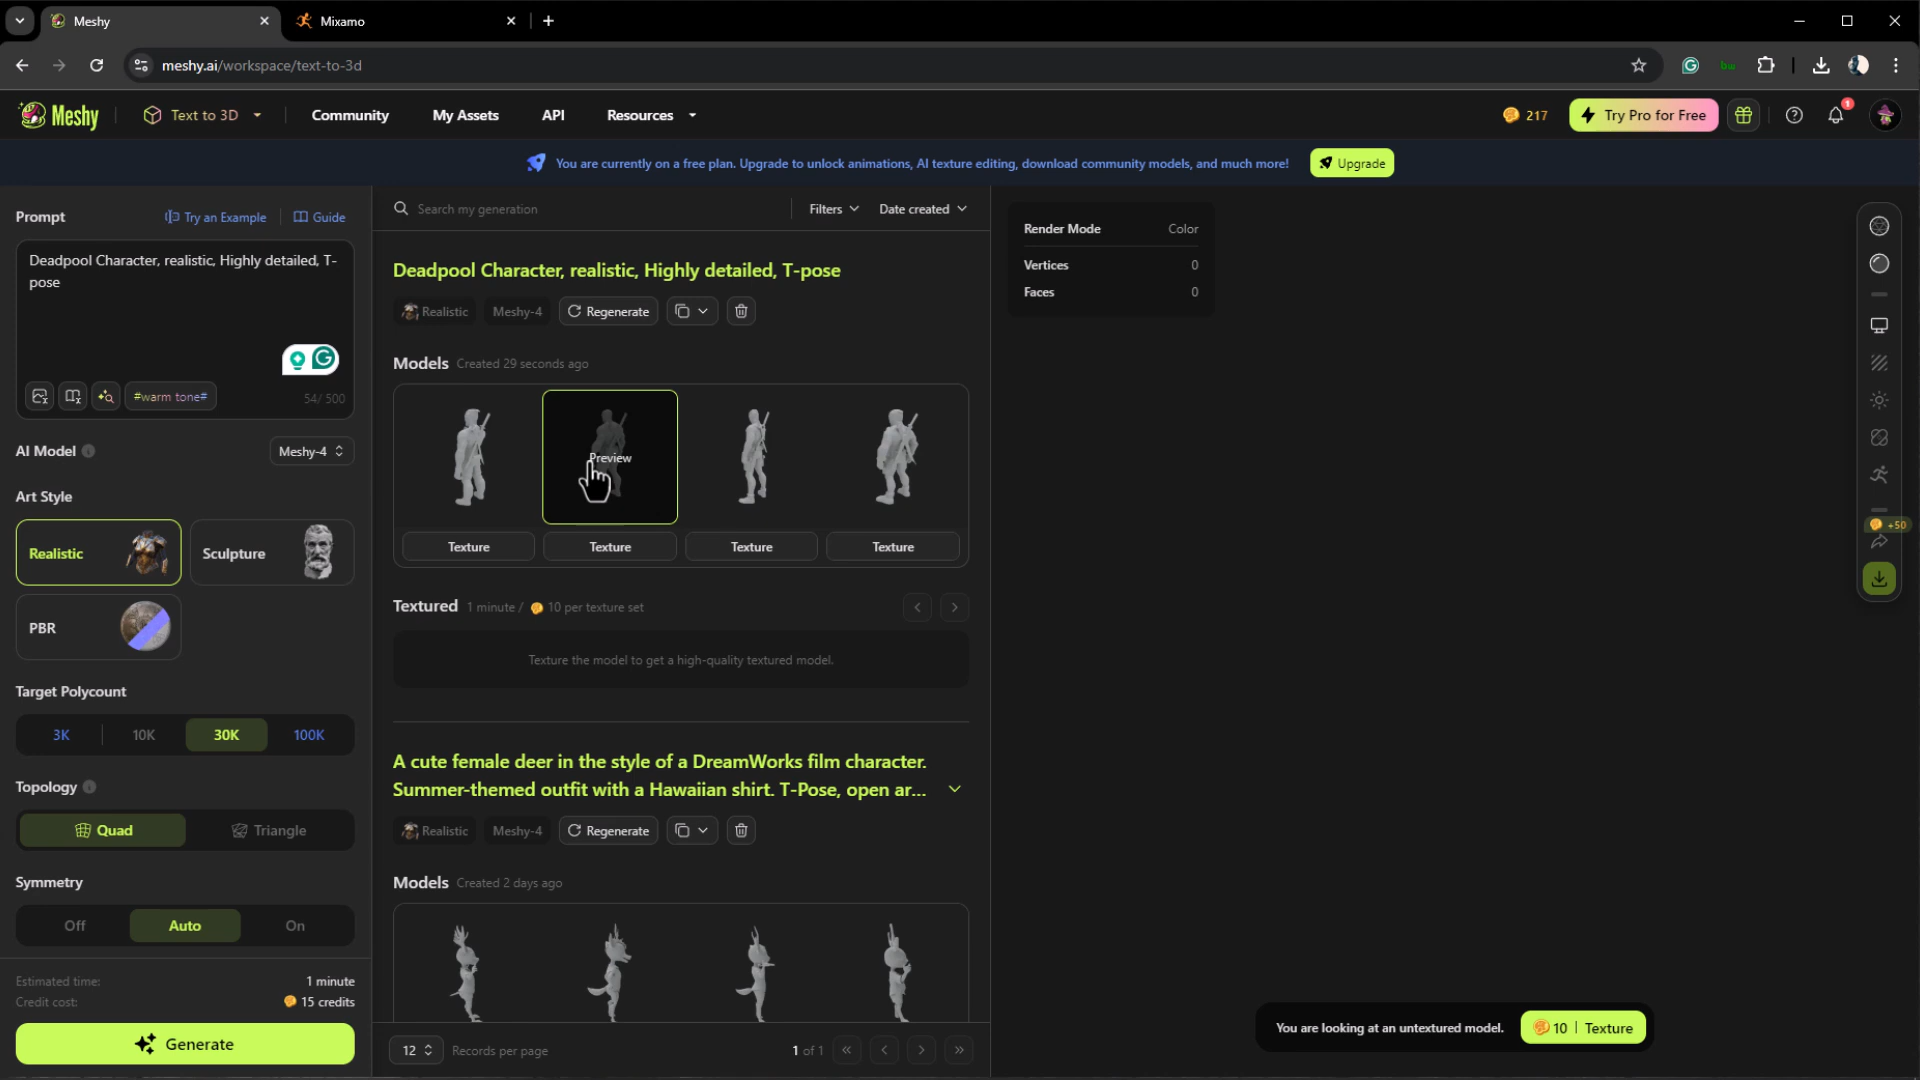 Meshy
Mixamo
meshy.ai/workspace/text-to-3d
Meshy
Text to 3D
Community
My Assets
API
Resources
217
Try Pro for Free
1
You are currently on a free plan. Upgrade to unlock animations, AI texture editing, download community models, and much more!
Upgrade
Prompt
Try an Example
Guide
Deadpool Character, realistic, Highly detailed, T-
pose
#warm tone#
54/ 500
AI Model
Meshy-4
Art Style
Realistic
Sculpture
PBR
Target Polycount
3K
10K
30K
100K
Topology
Quad
Triangle
Symmetry
Off
Auto
On
Estimated time:
1 minute
Credit cost:
15 credits
Generate
Search my generation
Filters
Date created
Deadpool Character, realistic, Highly detailed, T-pose
Realistic
Meshy-4
Regenerate
Models
Created 29 seconds ago
Preview
Texture
Texture
Texture
Texture
Textured
1 minute /
10 per texture set
Texture the model to get a high-quality textured model.
A cute female deer in the style of a DreamWorks film character.
Summer-themed outfit with a Hawaiian shirt. T-Pose, open ar...
Realistic
Meshy-4
Regenerate
Models
Created 2 days ago
12
Records per page
1 of 1
Render Mode
Color
Vertices
0
Faces
0
+50
You are looking at an untextured model.
10 | Texture